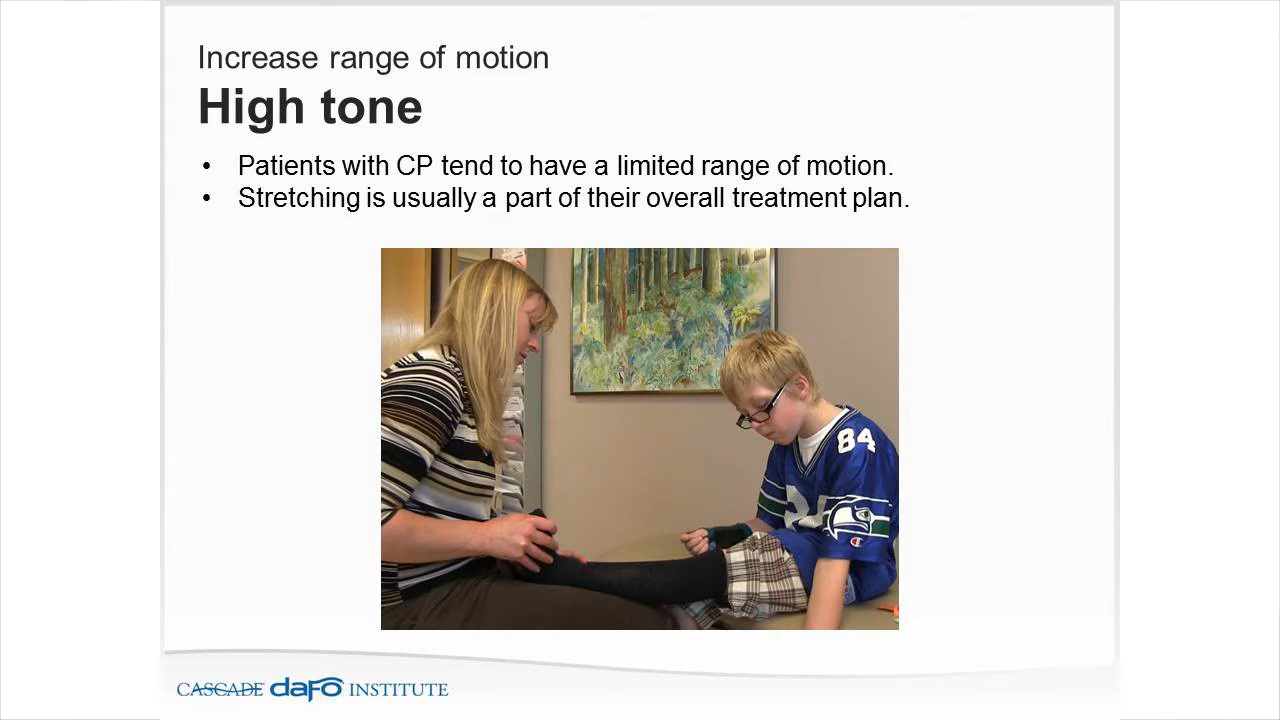 Increase range of motion
High tone
• Patients with CP tend to have a limited range of motion.
• Stretching is usually a part of their overall treatment plan.
84
CASCADE dafo INSTITUTE